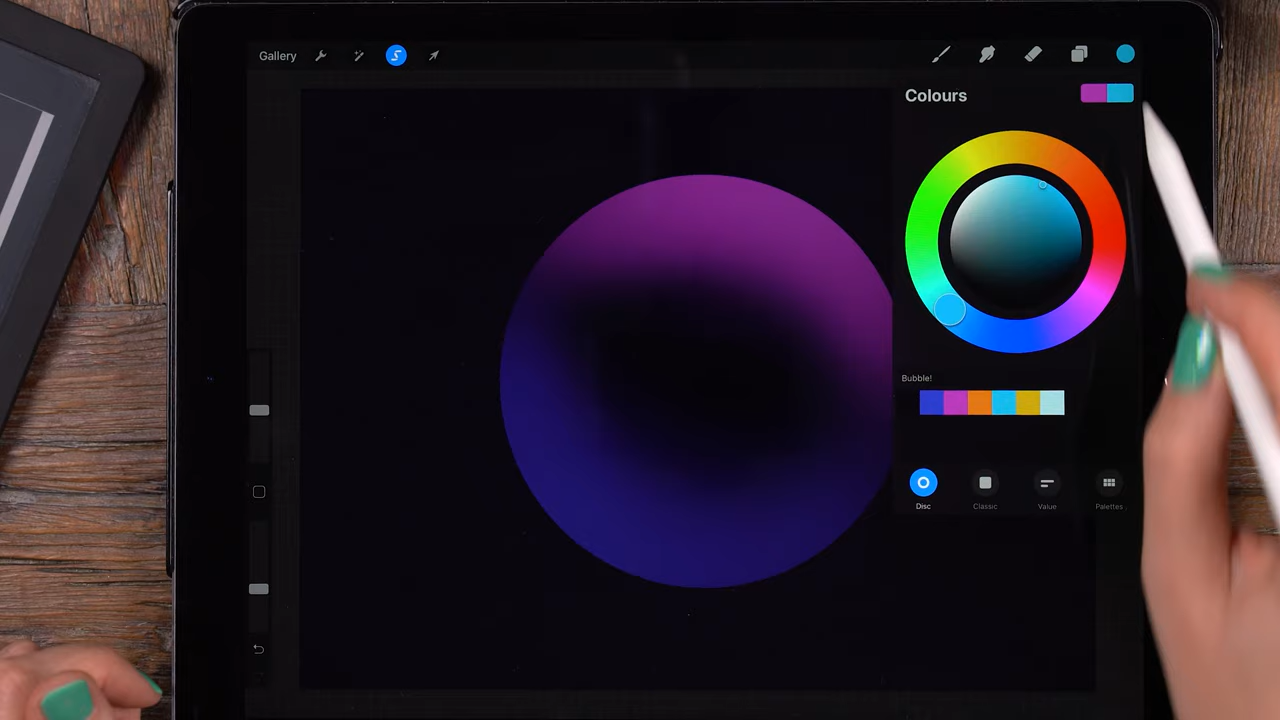 Gallery
Colours
Bubble!
Disc
Classic
Value
Palettes